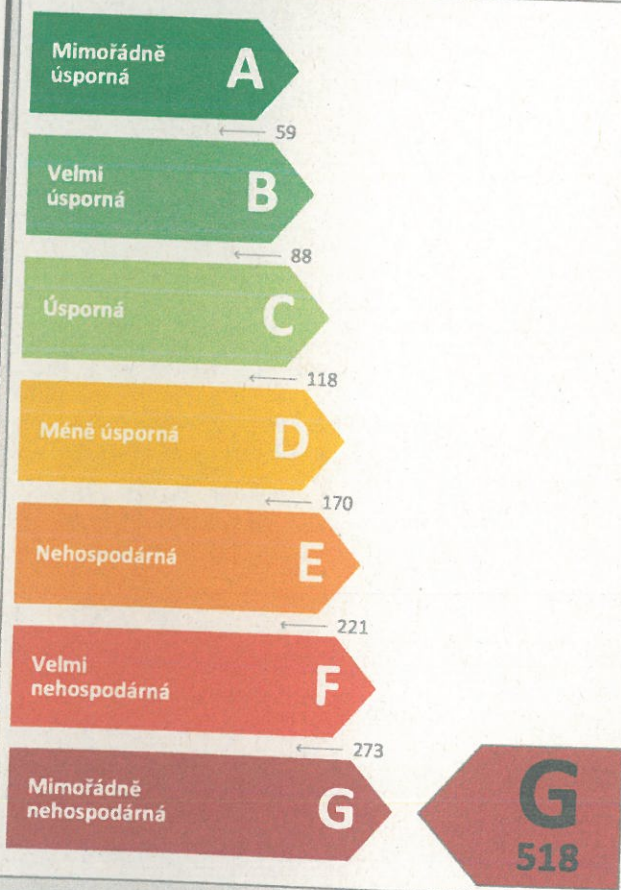 Mimořádně
úsporná
A
← 59
Velmi
úsporná
B
← 88
Úsporná
C
← 118
Méně úsporná
D
← 170
Nehospodárná
E
← 221
Velmi
nehospodárná
F
← 273
Mimořádně
nehospodárná
G
G
518